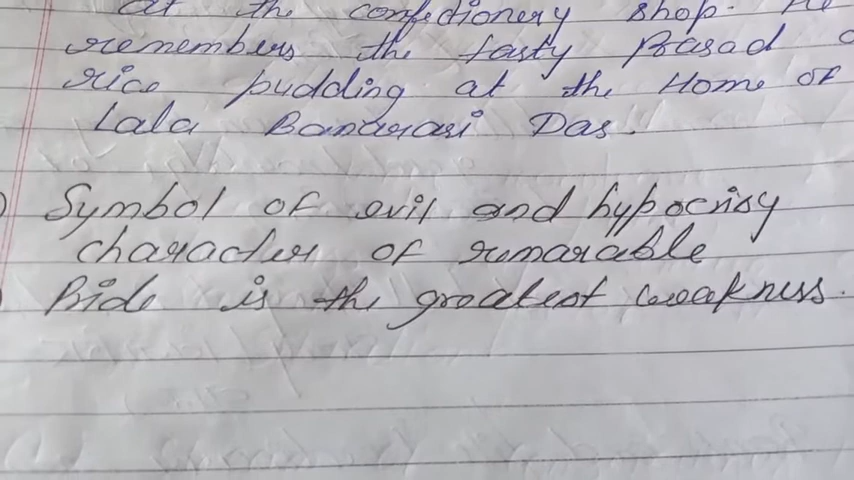 at the confectionery shop. He
remembers the tasty Prasad
rice pudding at the Home OF
Lala Banarasi Das.
Symbol of evil and hypocrisy
character of remarable
Pride is the greatest weakness.